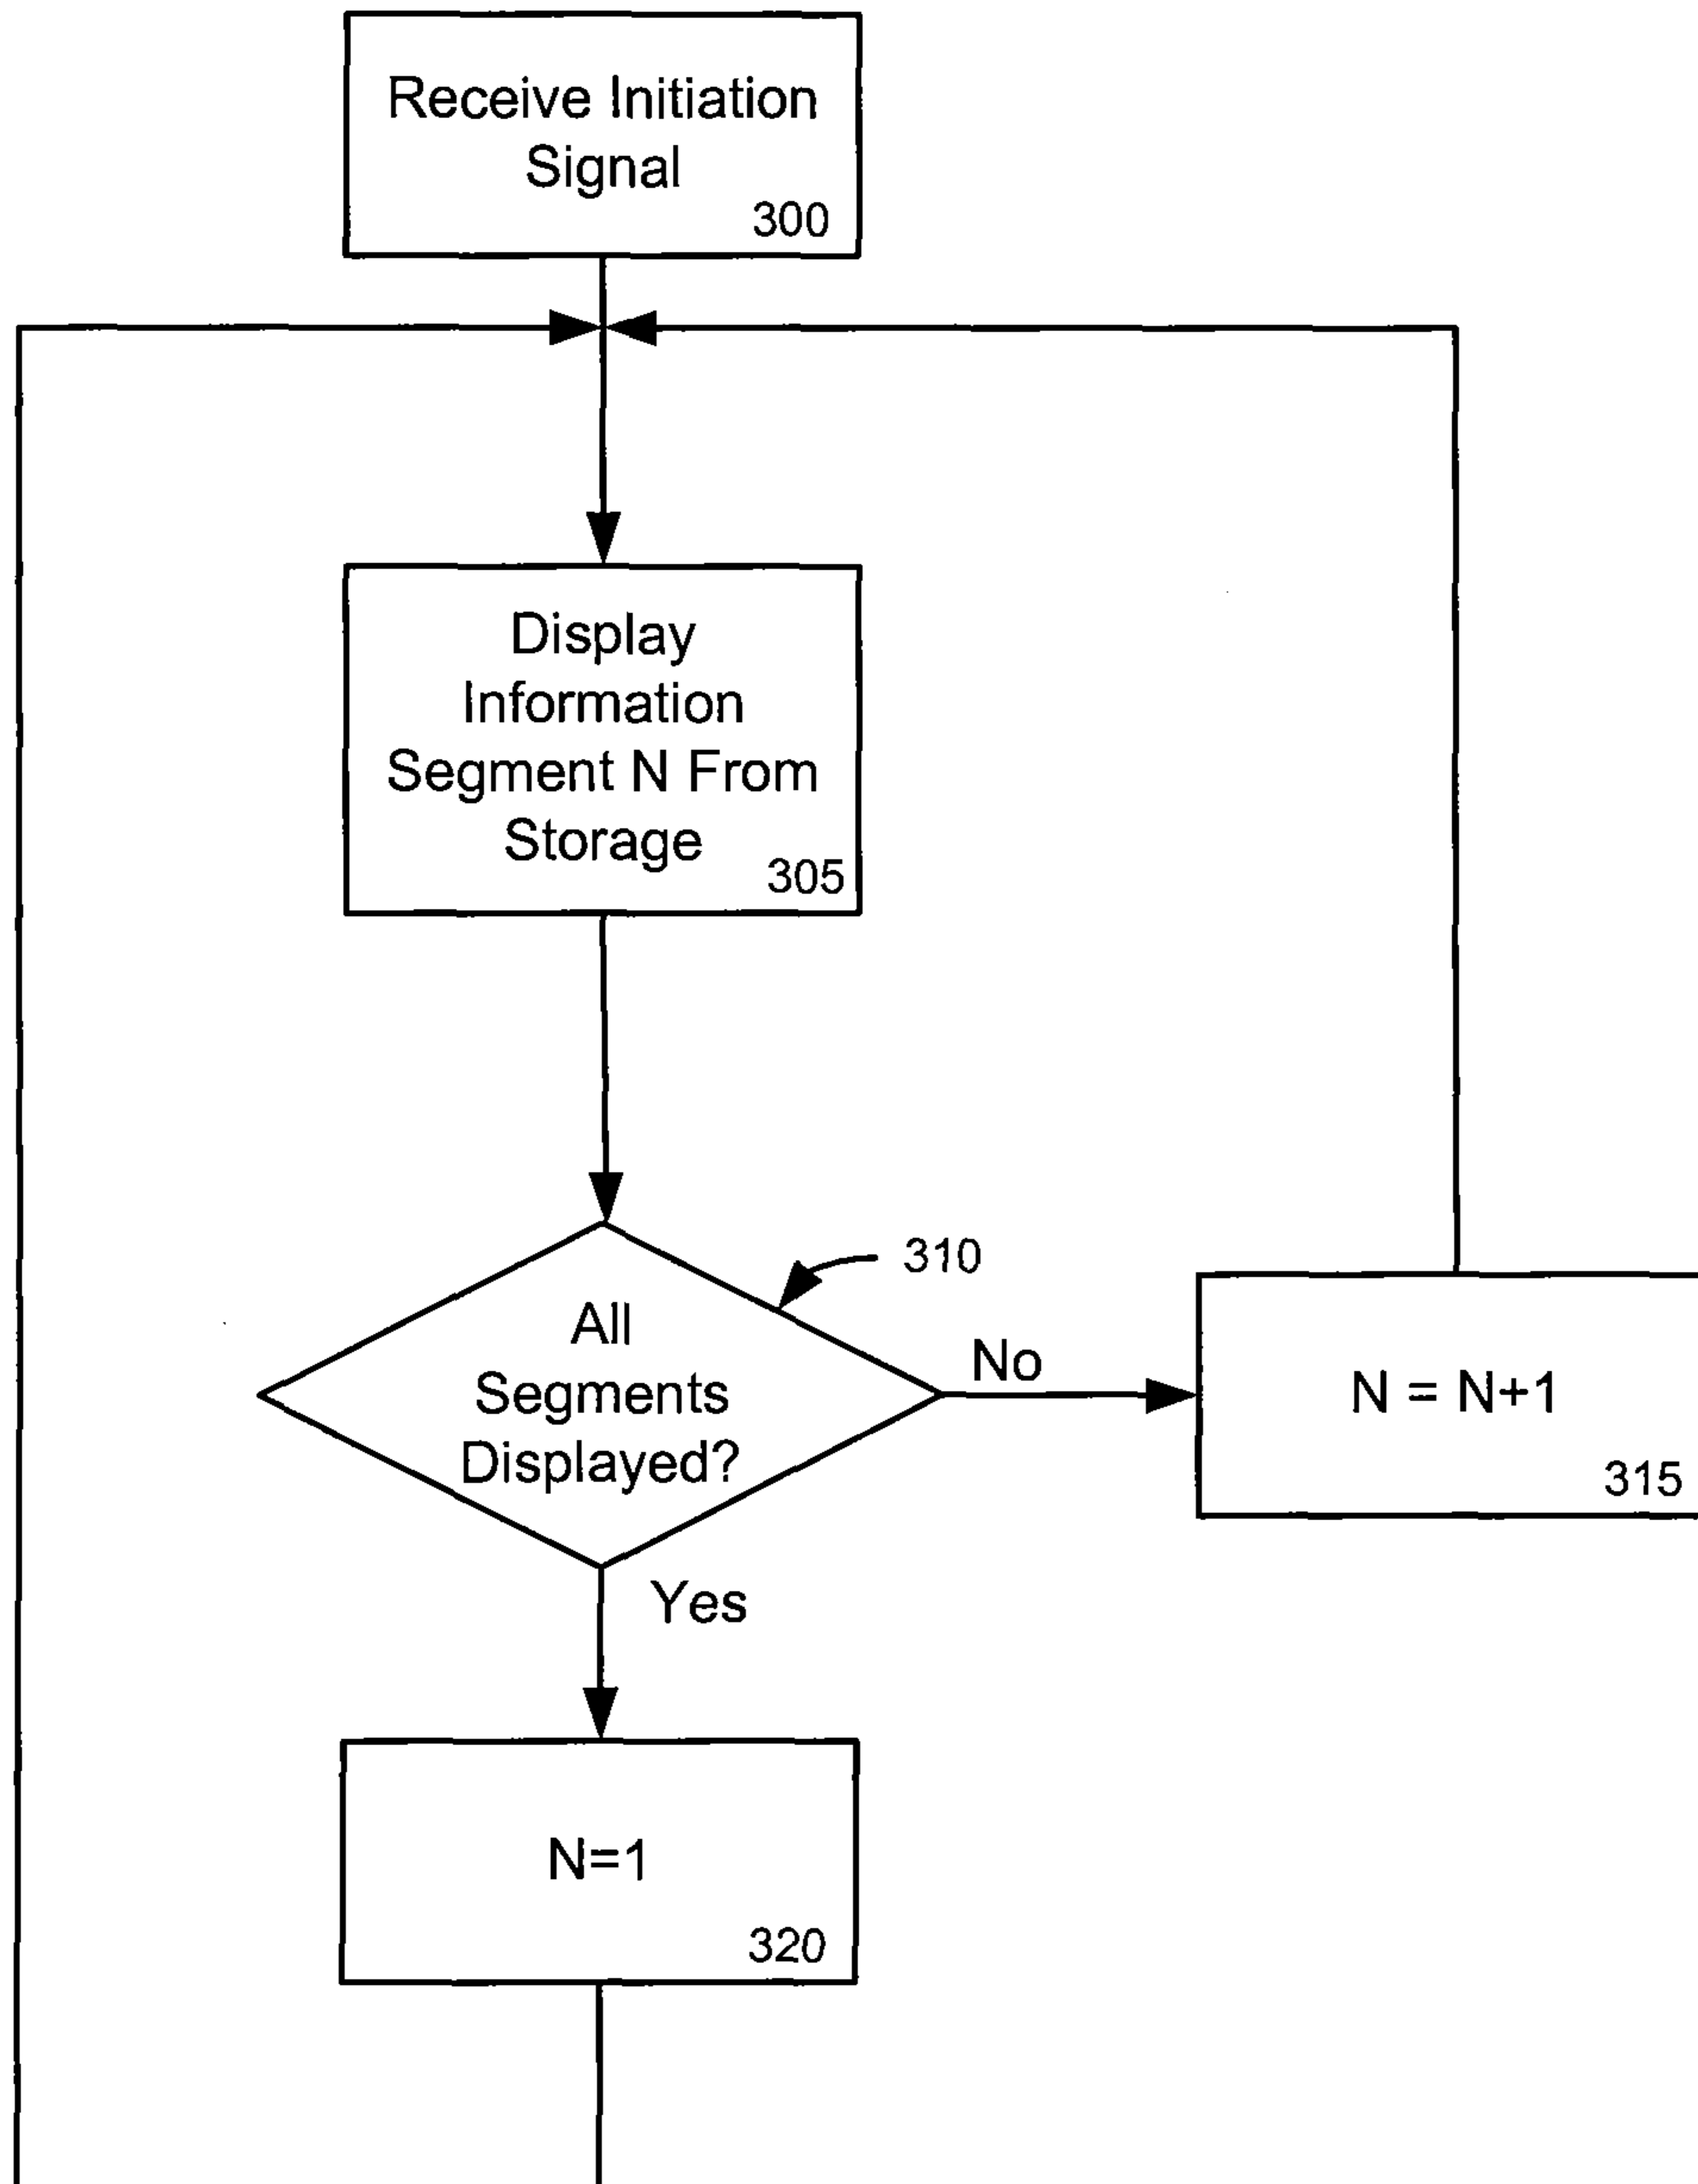 Receive Initiation
Signal
300
Display
Information
Segment N From
Storage
305
310
All
Segments
Displayed?
No
N = N+1
315
Yes
N=1
320